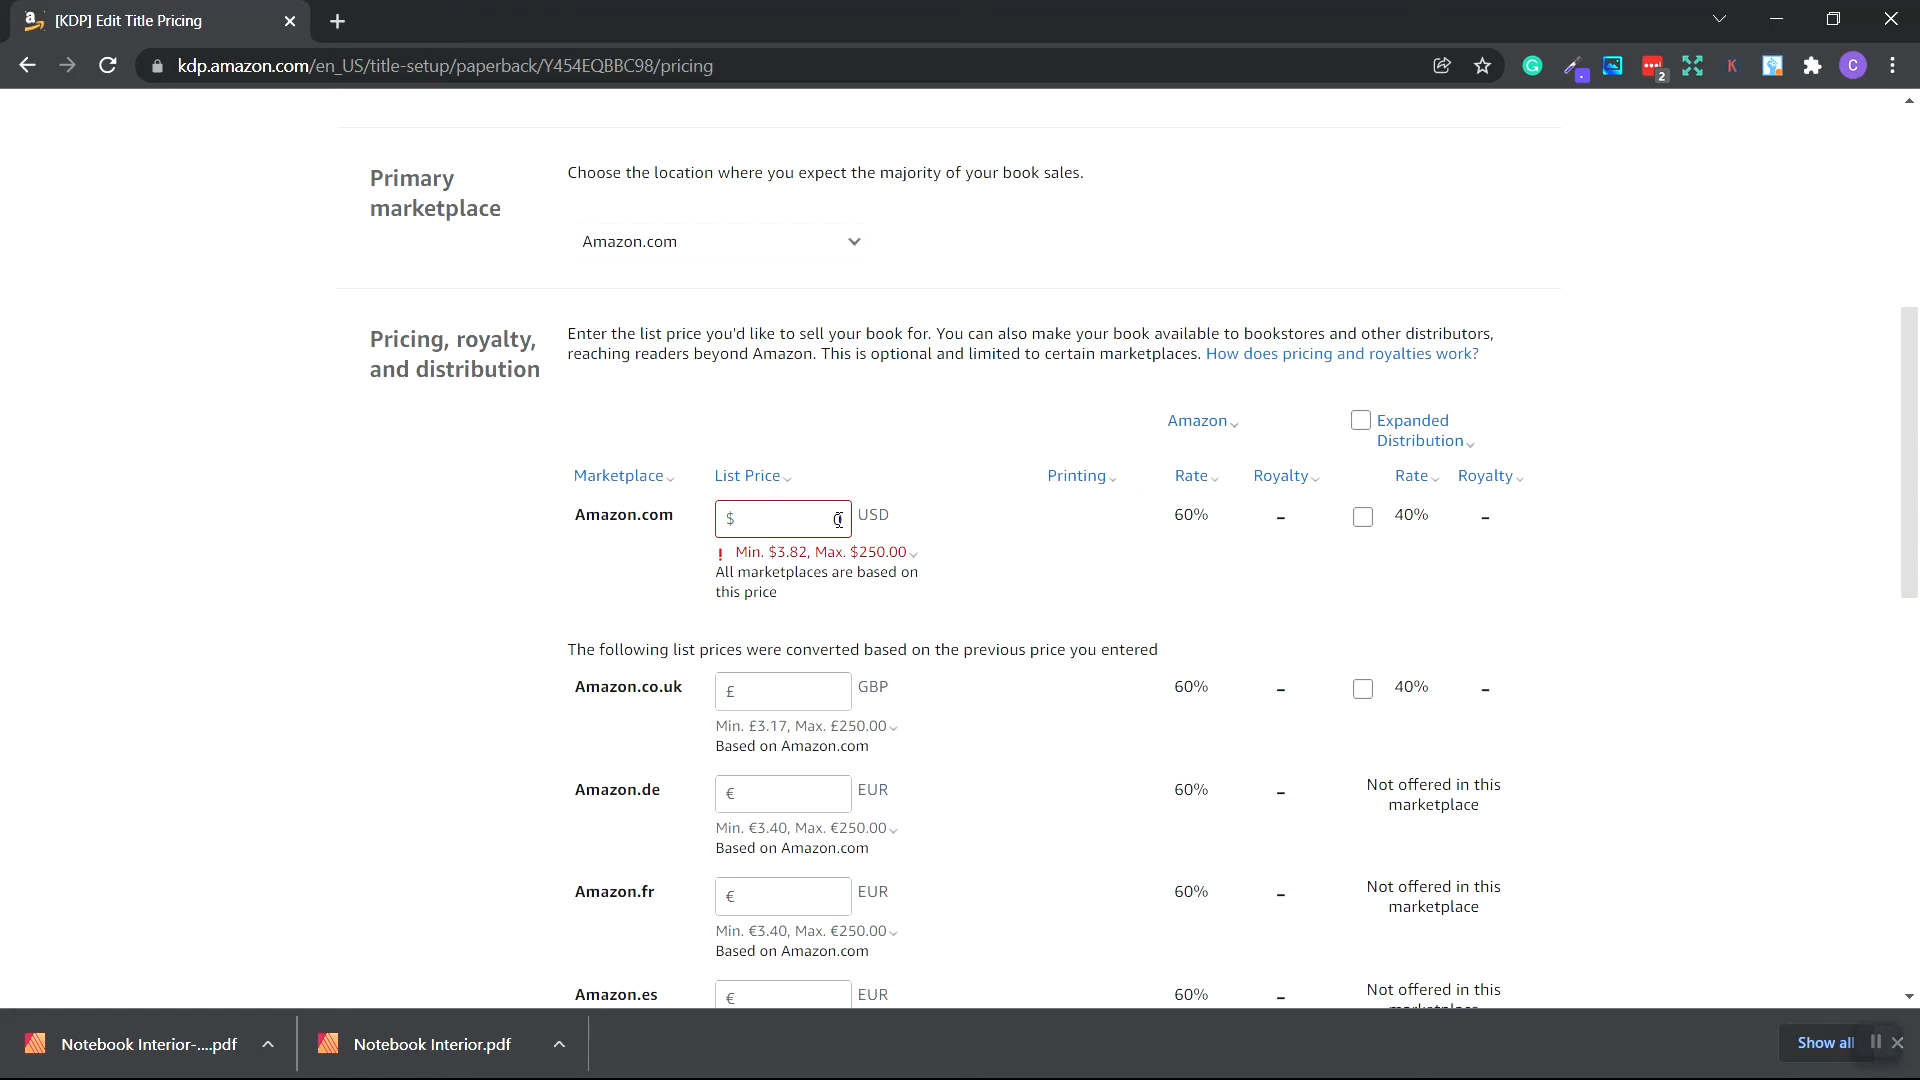 [KDP] Edit Title Pricing
kdp.amazon.com/en_US/title-setup/paperback/Y454EQBBC98/pricing
2
K
C
Primary
marketplace
Choose the location where you expect the majority of your book sales.
Amazon.com
Pricing, royalty,
and distribution
Enter the list price you'd like to sell your book for. You can also make your book available to bookstores and other distributors,
reaching readers beyond Amazon. This is optional and limited to certain marketplaces. How does pricing and royalties work?
Amazon
Expanded
Distribution
Marketplace List Price Printing Rate Royalty Rate Royalty
Amazon.com $ 0 USD 60% - 40% -
! Min. $3.82, Max. $250.00
All marketplaces are based on
this price
The following list prices were converted based on the previous price you entered
Amazon.co.uk £ GBP 60% - 40% -
Min. £3.17, Max. £250.00
Based on Amazon.com
Amazon.de € EUR 60% - Not offered in this
marketplace
Min. €3.40, Max. €250.00
Based on Amazon.com
Amazon.fr € EUR 60% - Not offered in this
marketplace
Min. €3.40, Max. €250.00
Based on Amazon.com
Amazon.es € EUR 60% - Not offered in this
Notebook Interior-....pdf
Notebook Interior.pdf
Show all